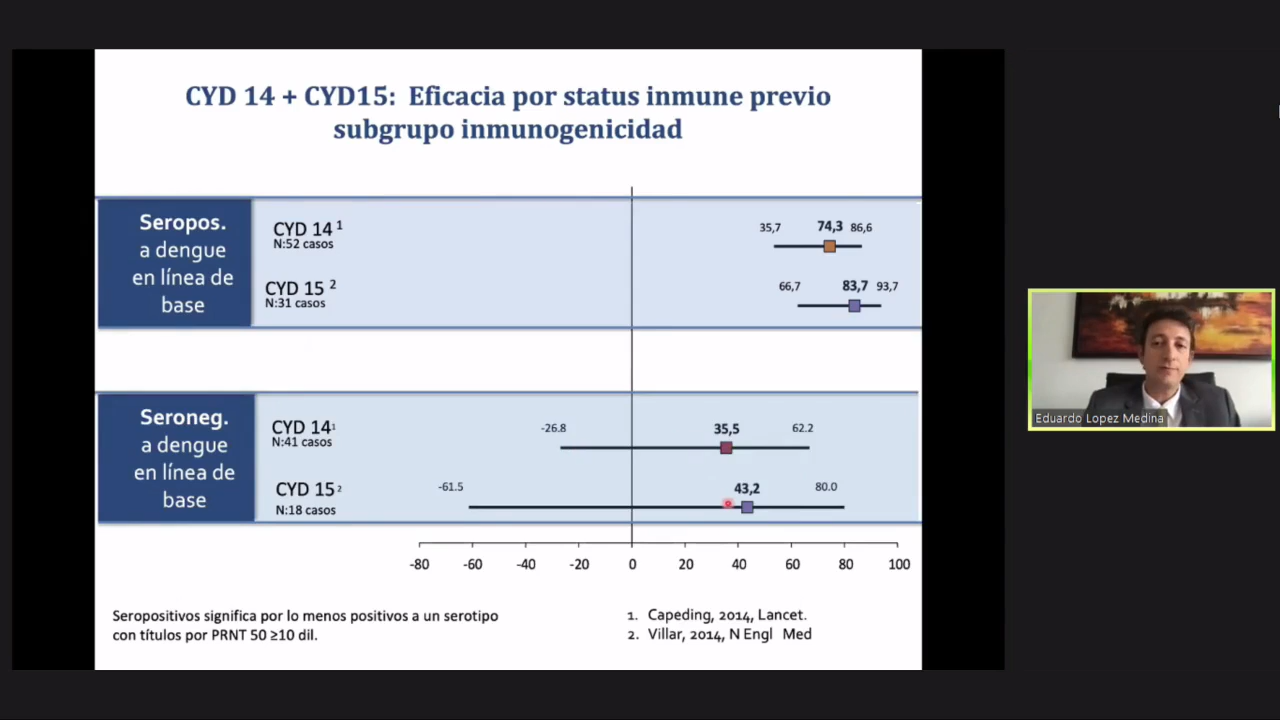 CYD 14 + CYD15: Eficacia por status inmune previo
subgrupo inmunogenicidad
Seropos.
a dengue
en línea de
base
CYD 14 1
N:52 casos
35,7 74,3 86,6
CYD 15 2
N:31 casos
66,7 83,7 93,7
Seroneg.
a dengue
en línea de
base
CYD 14 1
N:41 casos
-26.8 35,5 62.2
CYD 15 2
N:18 casos
-61.5 43,2 80.0
-80 -60 -40 -20 0 20 40 60 80 100
Seropositivos significa por lo menos positivos a un serotipo
con títulos por PRNT 50 ≥10 dil.
1. Capeding, 2014, Lancet.
2. Villar, 2014, N Engl Med
Eduardo Lopez Medina